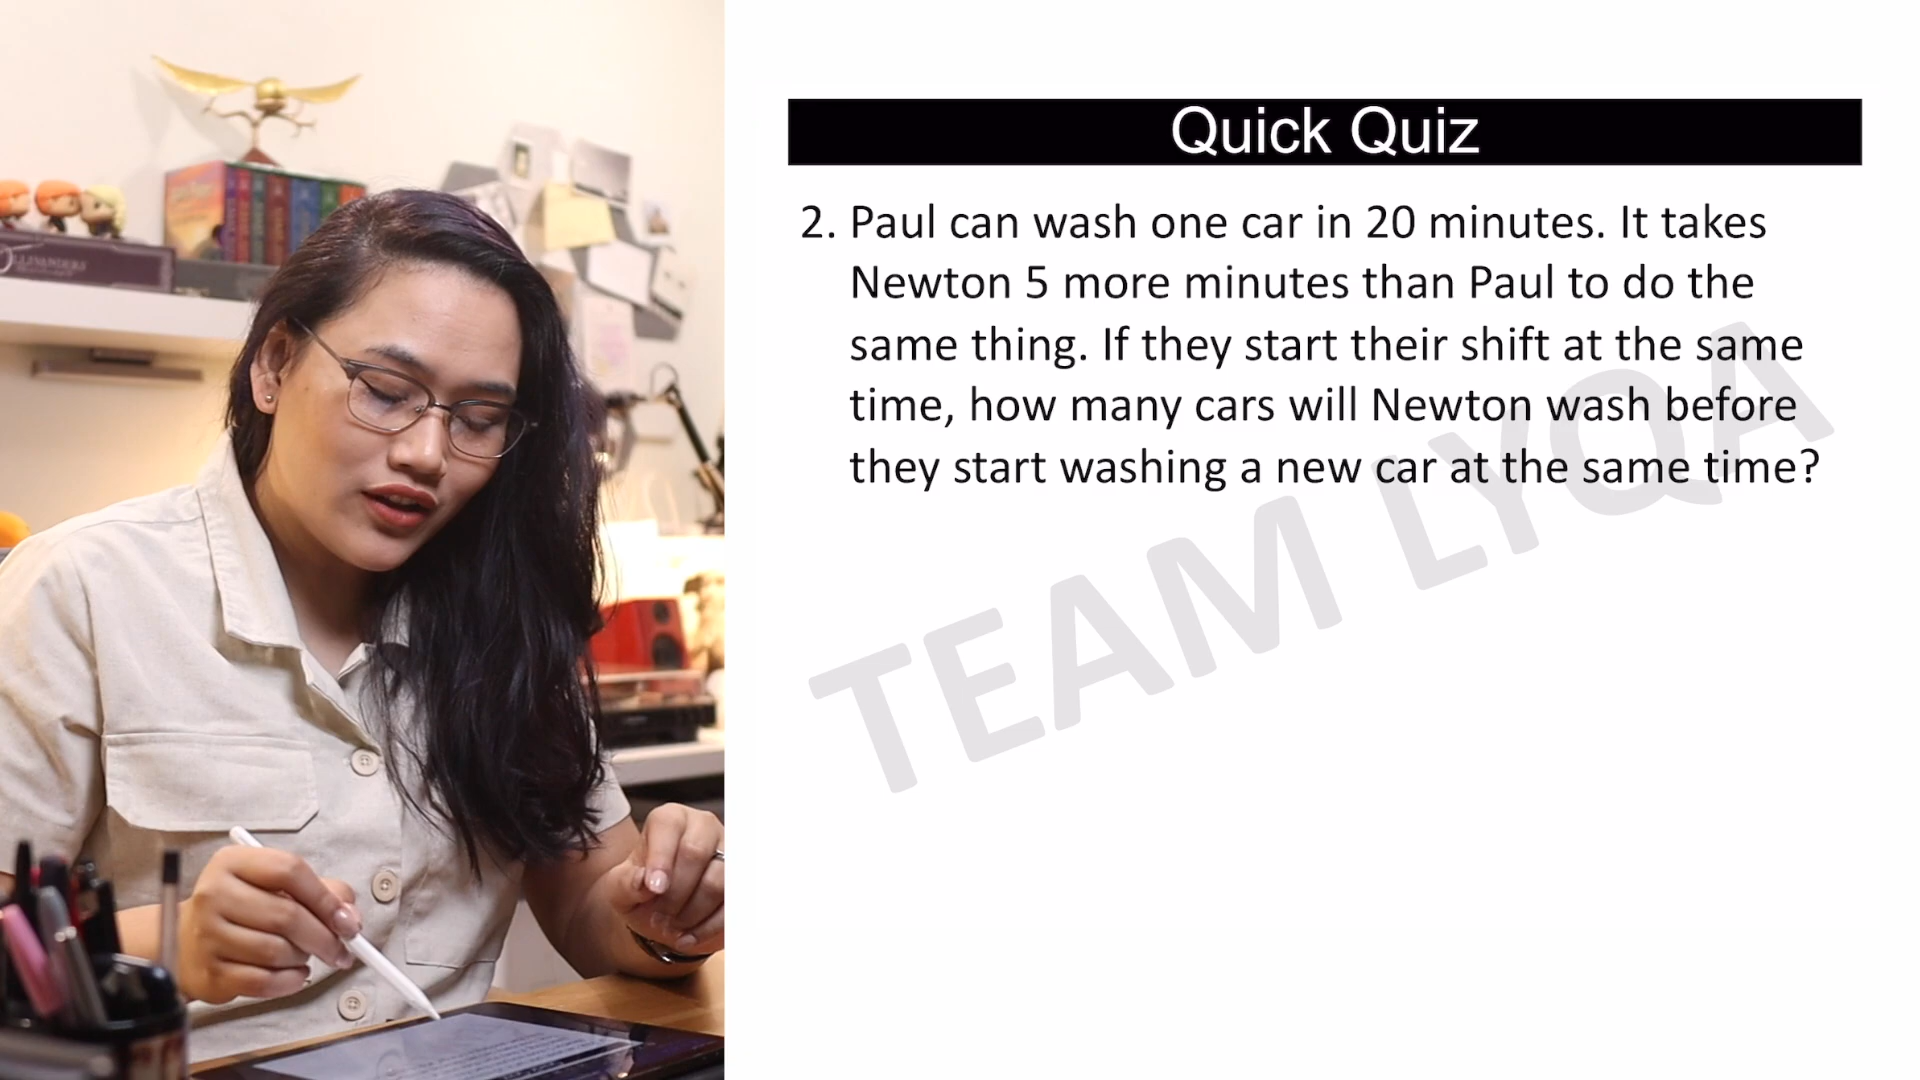 Quick Quiz
2. Paul can wash one car in 20 minutes. It takes
Newton 5 more minutes than Paul to do the
same thing. If they start their shift at the same
time, how many cars will Newton wash before
they start washing a new car at the same time?
TEAM LYQA